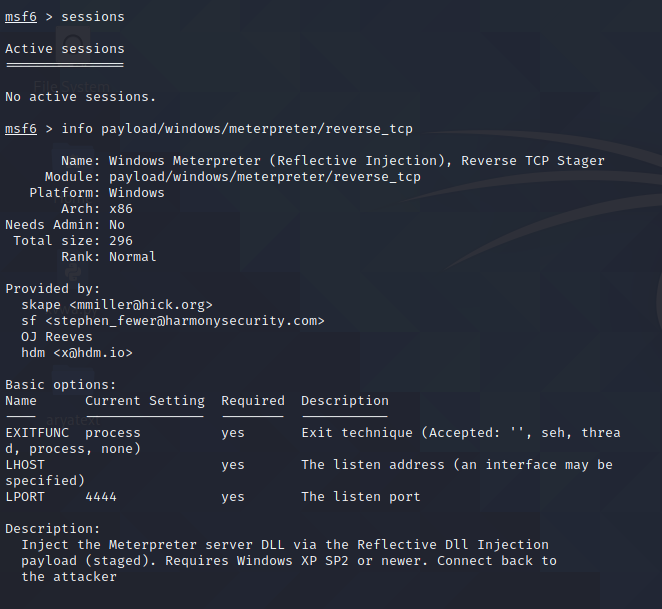 msf6 > sessions
Active sessions
===============
No active sessions.
msf6 > info payload/windows/meterpreter/reverse_tcp
Name: Windows Meterpreter (Reflective Injection), Reverse TCP Stager
Module: payload/windows/meterpreter/reverse_tcp
Platform: Windows
Arch: x86
Needs Admin: No
Total size: 296
Rank: Normal
Provided by:
skape <mmiller@hick.org>
sf <stephen_fewer@harmonysecurity.com>
OJ Reeves
hdm <x@hdm.io>
Basic options:
Name Current Setting Required Description
---- --------------- -------- -----------
EXITFUNC process yes Exit technique (Accepted: '', seh, threa
d, process, none)
LHOST yes The listen address (an interface may be
specified)
LPORT 4444 yes The listen port
Description:
Inject the Meterpreter server DLL via the Reflective Dll Injection
payload (staged). Requires Windows XP SP2 or newer. Connect back to
the attacker